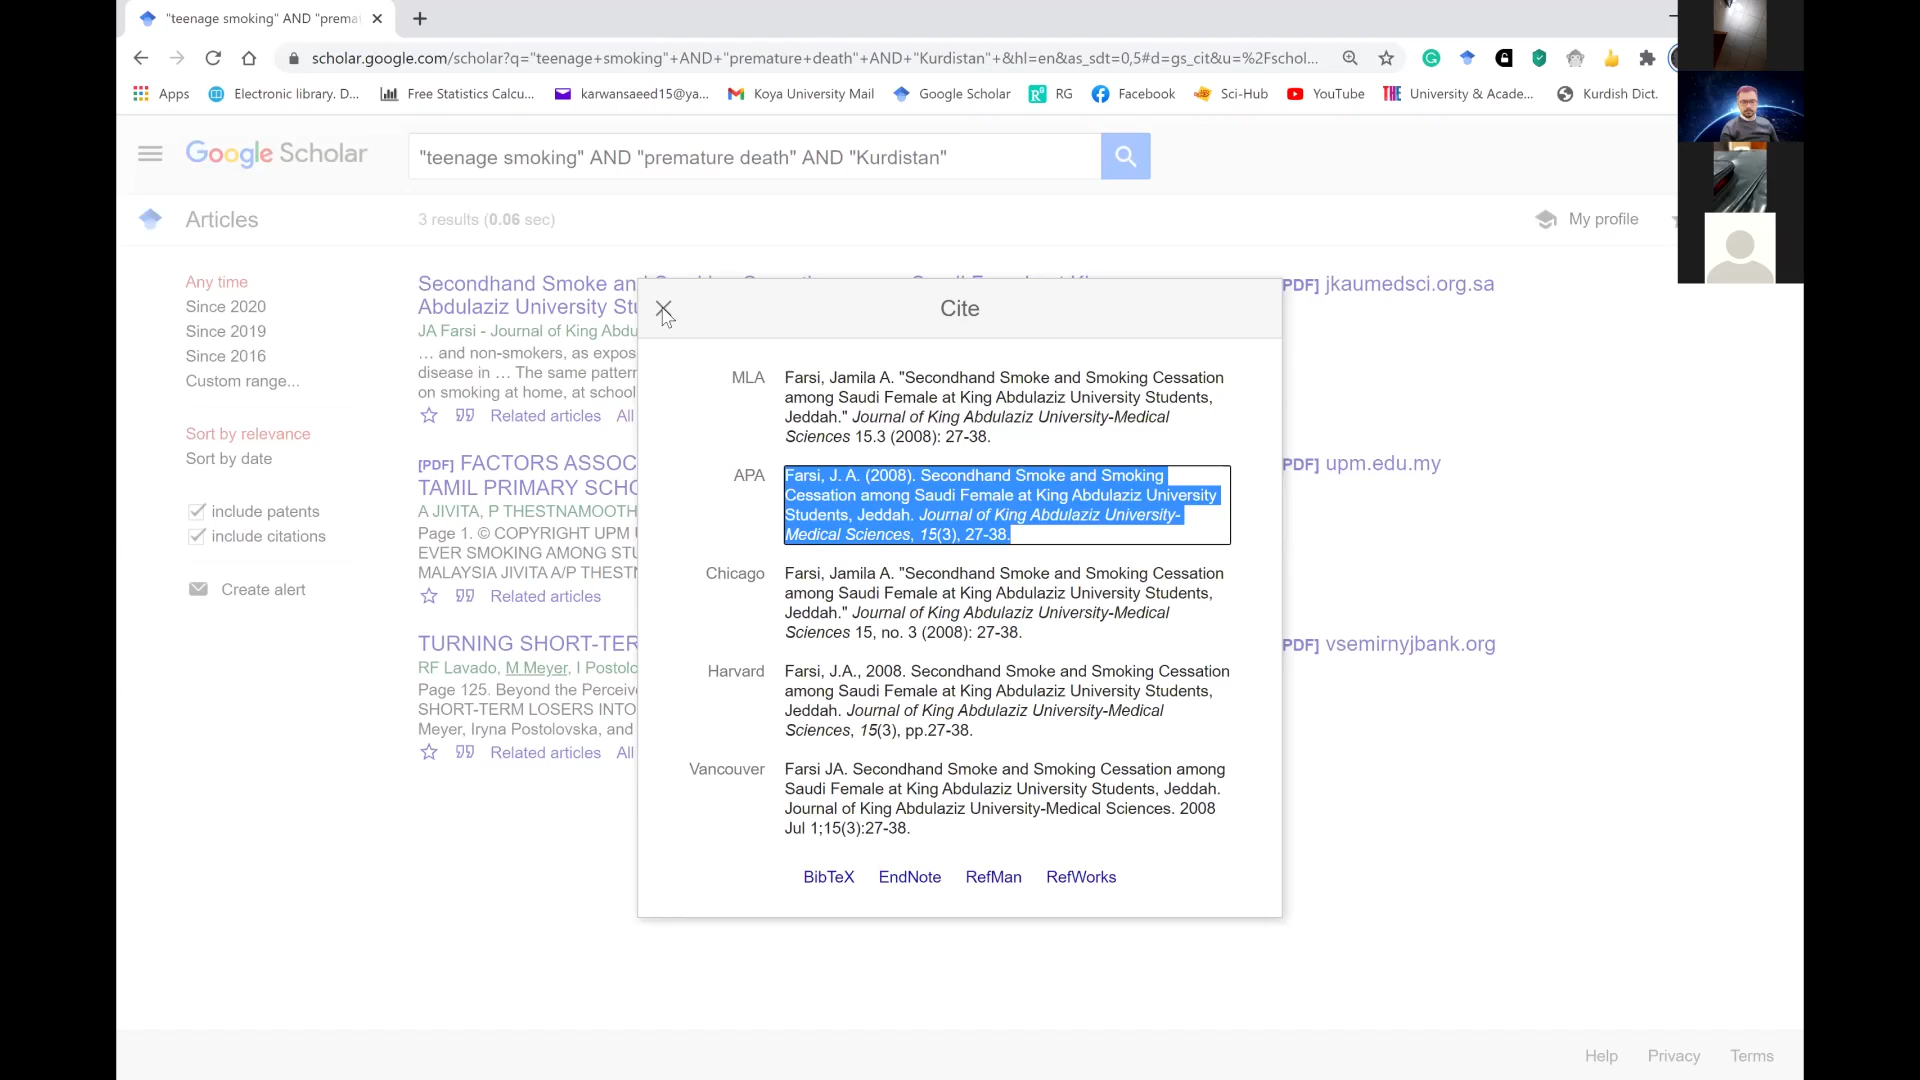 "teenage smoking" AND "prema
scholar.google.com/scholar?q="teenage+smoking"+AND+"premature+death"+AND+"Kurdistan"+&hl=en&as_sdt=0,5#d=gs_cit&u=%2Fschol...
Apps Electronic library. D... Free Statistics Calcu... karwansaeed15@ya... Koya University Mail Google Scholar RG Facebook Sci-Hub YouTube THE University & Acade... Kurdish Dict.
Google Scholar
"teenage smoking" AND "premature death" AND "Kurdistan"
Articles
3 results (0.06 sec)
My profile
Any time
Since 2020
Since 2019
Since 2016
Custom range...
Sort by relevance
Sort by date
include patents
include citations
Create alert
Secondhand Smoke
Abdulaziz University
JA Farsi - Journal of King
… and non-smokers, as
disease in … The same
on smoking at home, at school
Related articles All
PDF] jkaumedsci.org.sa
[PDF] FACTORS
TAMIL PRIMARY
A JIVITA, P
Page 1. © COPYRIGHT UPM
EVER SMOKING AMONG
MALAYSIA JIVITA A/P
Related articles
PDF] upm.edu.my
TURNING
RF Lavado, M Meyer, I
Page 125. Beyond the
SHORT-TERM LOSERS INTO
Meyer, Iryna Postolovska, and
Related articles All
PDF] vsemirnyjbank.org
Cite
MLA
Farsi, Jamila A. "Secondhand Smoke and Smoking Cessation
among Saudi Female at King Abdulaziz University Students,
Jeddah." Journal of King Abdulaziz University-Medical
Sciences 15.3 (2008): 27-38.
APA
Farsi, J. A. (2008). Secondhand Smoke and Smoking
Cessation among Saudi Female at King Abdulaziz University
Students, Jeddah. Journal of King Abdulaziz University-
Medical Sciences, 15(3), 27-38.
Chicago
Farsi, Jamila A. "Secondhand Smoke and Smoking Cessation
among Saudi Female at King Abdulaziz University Students,
Jeddah." Journal of King Abdulaziz University-Medical
Sciences 15, no. 3 (2008): 27-38.
Harvard
Farsi, J.A., 2008. Secondhand Smoke and Smoking Cessation
among Saudi Female at King Abdulaziz University Students,
Jeddah. Journal of King Abdulaziz University-Medical
Sciences, 15(3), pp.27-38.
Vancouver
Farsi JA. Secondhand Smoke and Smoking Cessation among
Saudi Female at King Abdulaziz University Students, Jeddah.
Journal of King Abdulaziz University-Medical Sciences. 2008
Jul 1;15(3):27-38.
BibTeX EndNote RefMan RefWorks
Help Privacy Terms